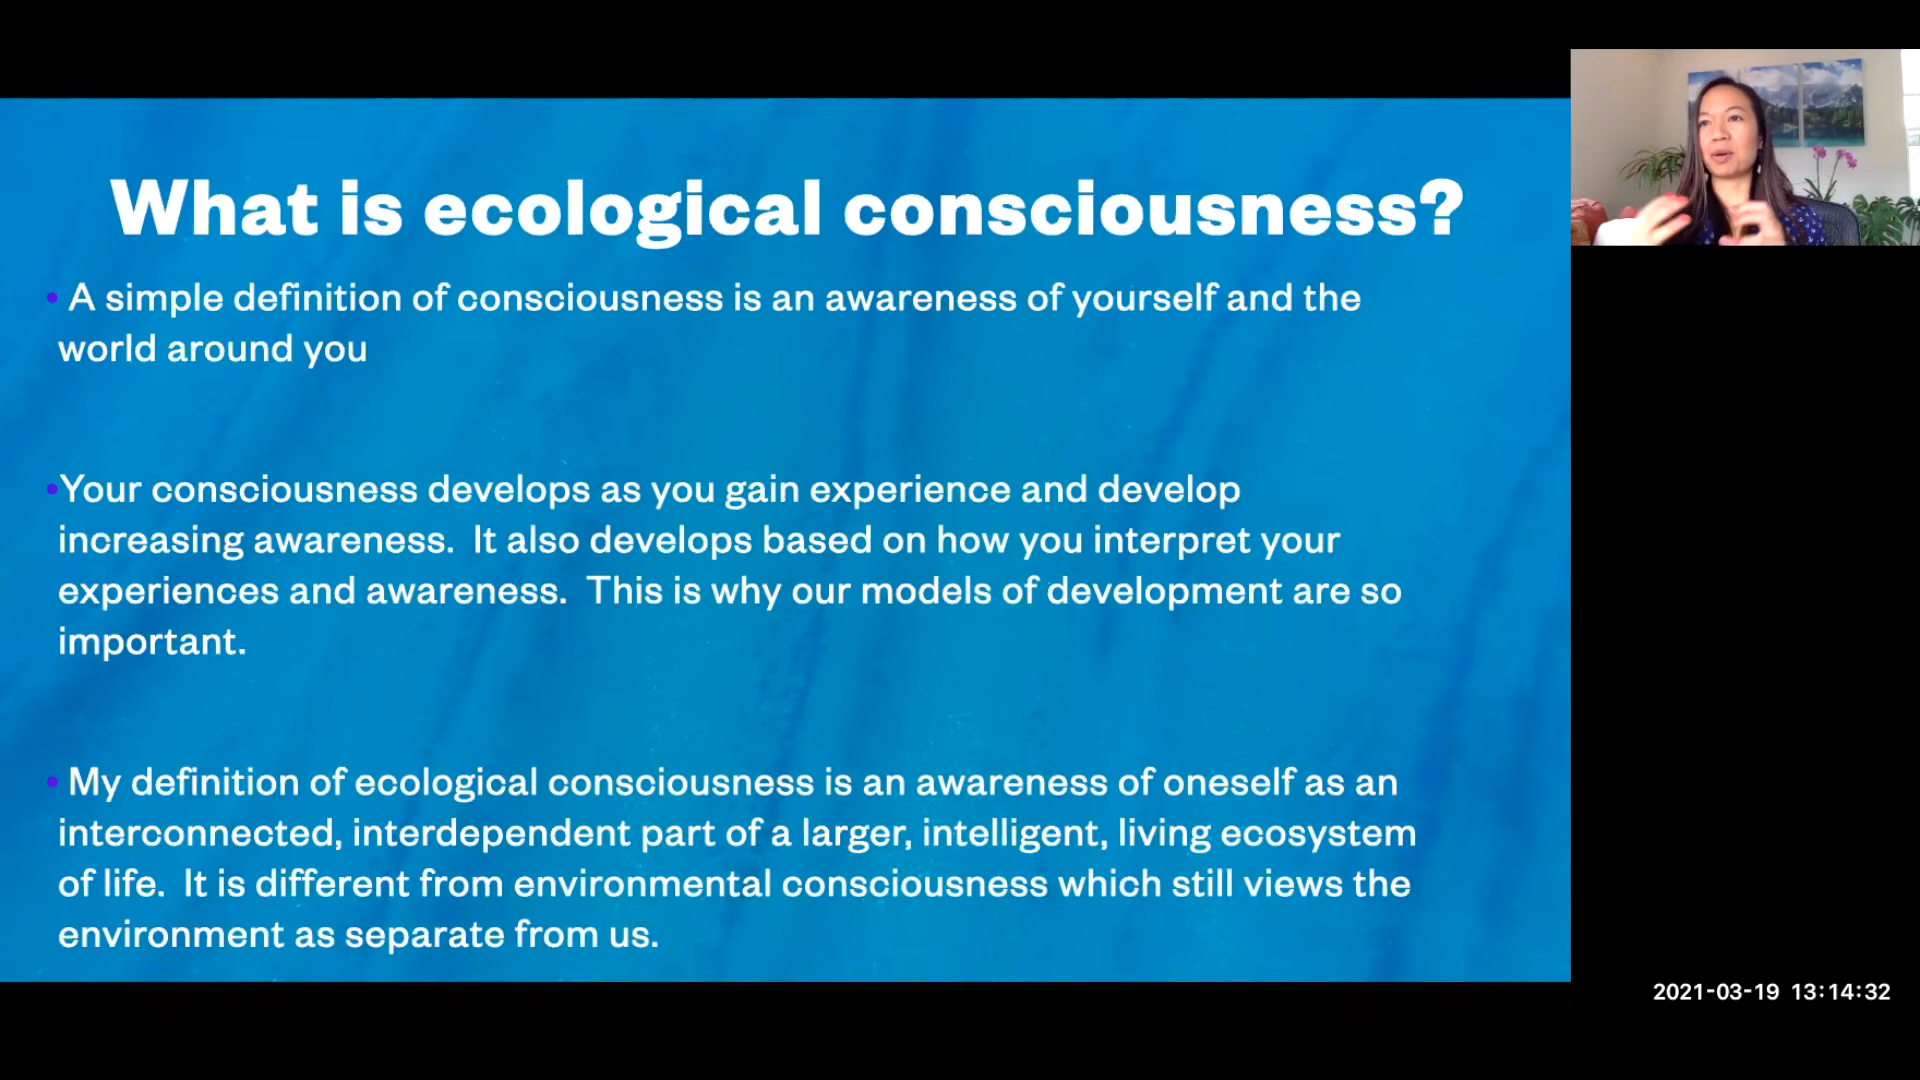 What is ecological consciousness?
• A simple definition of consciousness is an awareness of yourself and the
world around you
•Your consciousness develops as you gain experience and develop
increasing awareness.  It also develops based on how you interpret your
experiences and awareness.  This is why our models of development are so
important.
• My definition of ecological consciousness is an awareness of oneself as an
interconnected, interdependent part of a larger, intelligent, living ecosystem
of life.  It is different from environmental consciousness which still views the
environment as separate from us.
2021-03-19 13:14:32